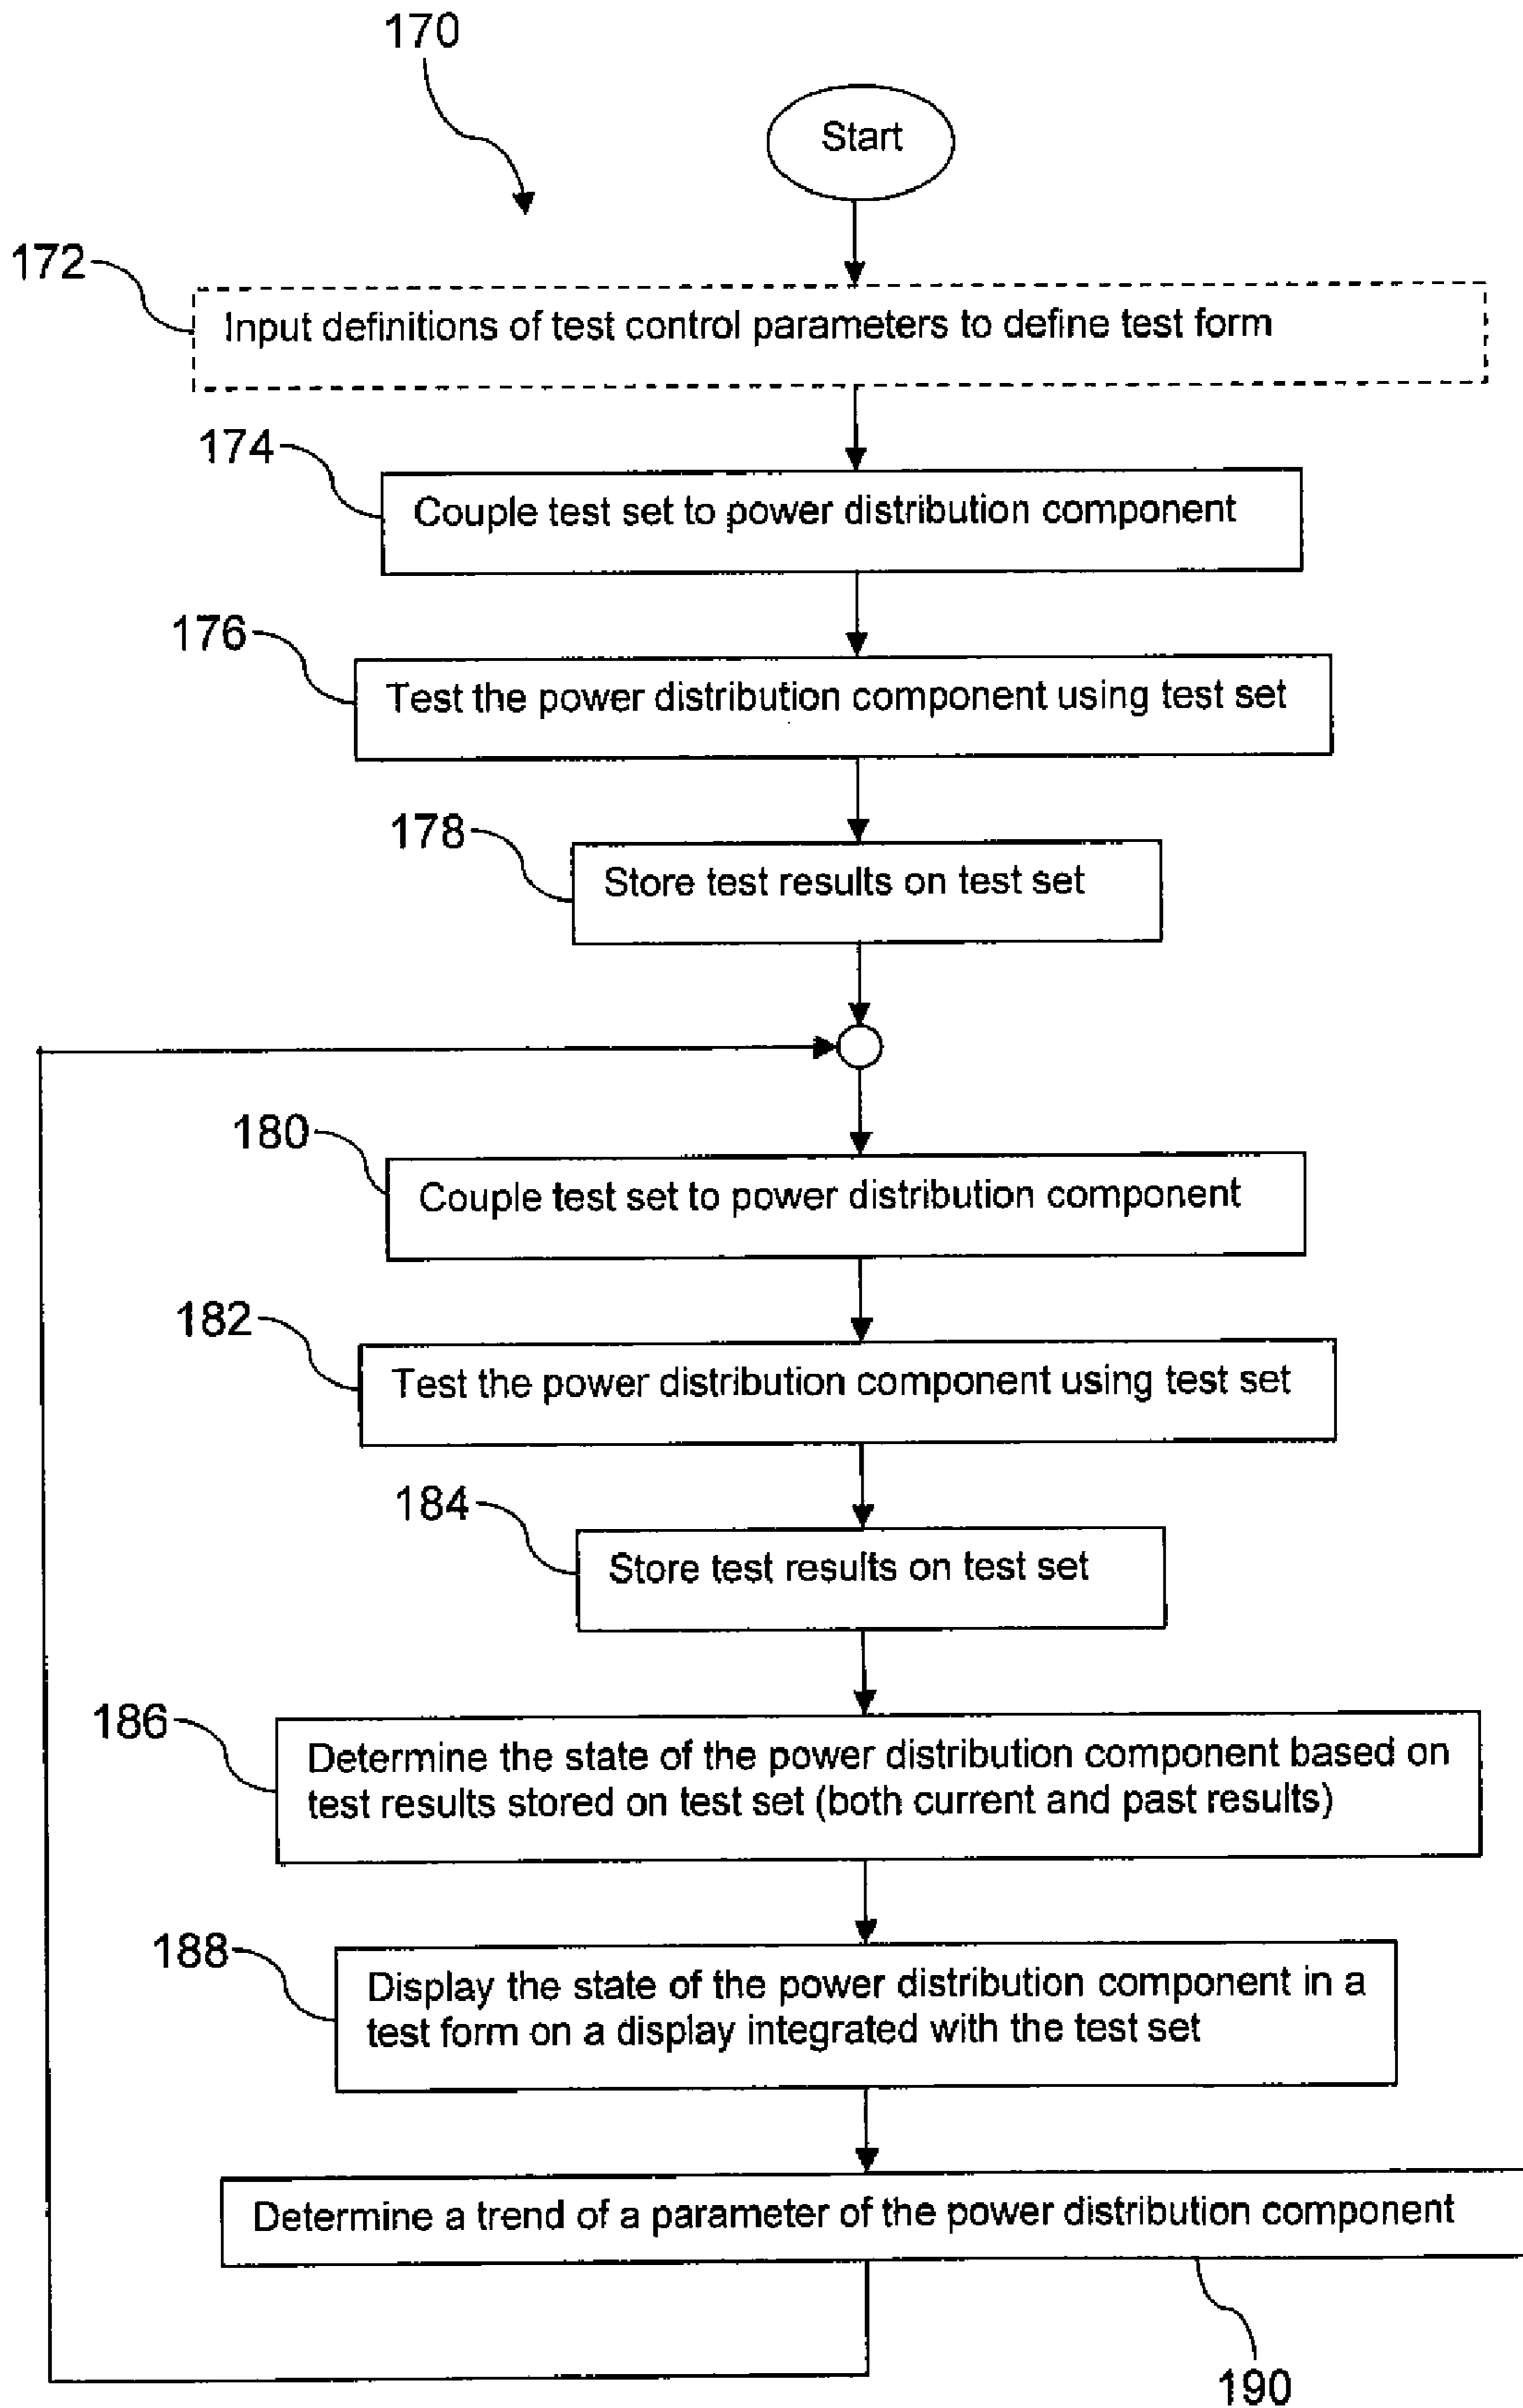 170
Start
172
Input definitions of test control parameters to define test form
174
Couple test set to power distribution component
176
Test the power distribution component using test set
178
Store test results on test set
180
Couple test set to power distribution component
182
Test the power distribution component using test set
184
Store test results on test set
186
Determine the state of the power distribution component based on
test results stored on test set (both current and past results)
188
Display the state of the power distribution component in a
test form on a display integrated with the test set
Determine a trend of a parameter of the power distribution component
190